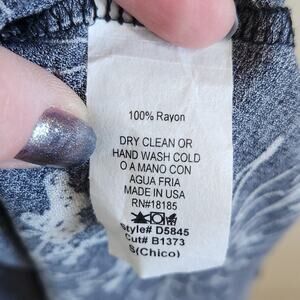 100% Rayon
DRY CLEAN OR
HAND WASH COLD
O A MANO CON
AGUA FRIA
MADE IN USA
RN#18185
Style# D5845
Cut# B1373
S(Chico)